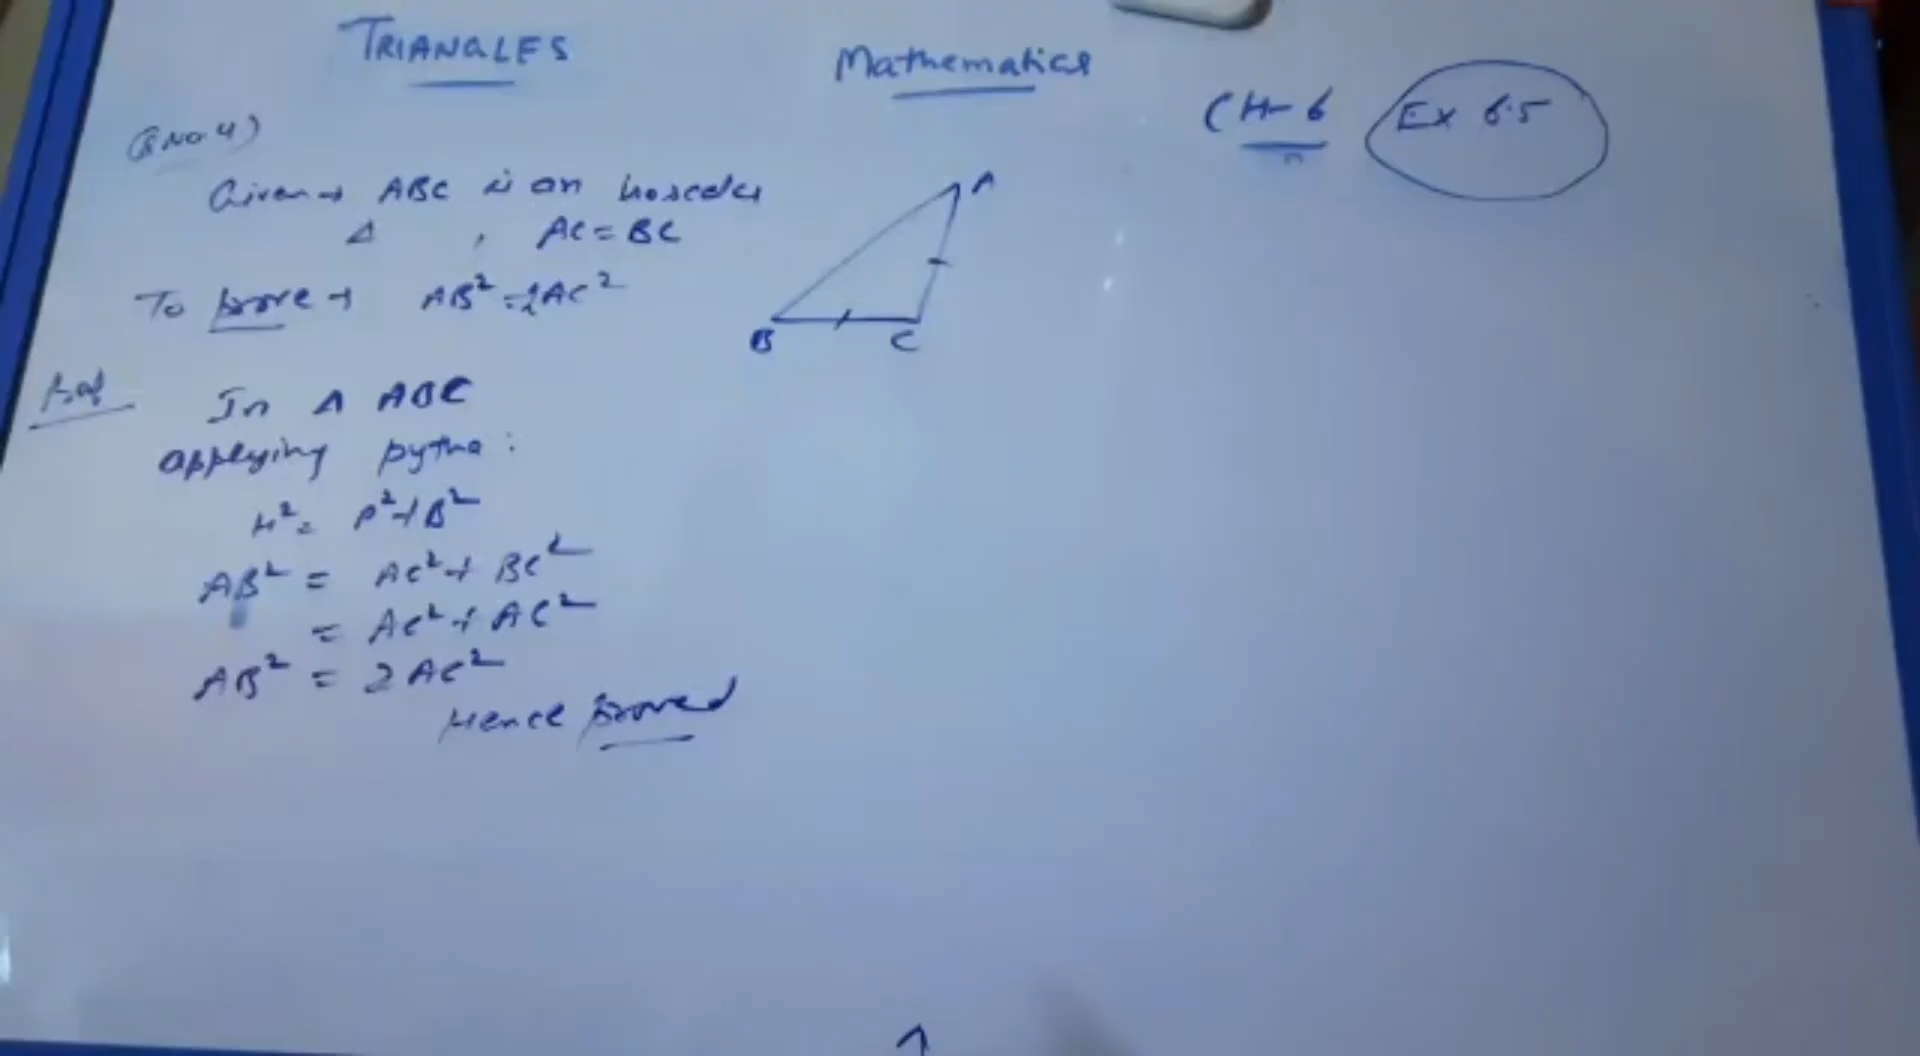 TRIANGLES
Mathematics
CH-6 Ex 6.5
Q No 4)
Given → ABC is an Isosceles
Δ , AC = BC
To prove → AB² = 2AC²
A
B C
In Δ ABC
applying pytha:
H² = P² + B²
AB² = AC² + BC²
= AC² + AC²
AB² = 2AC²
Hence proved